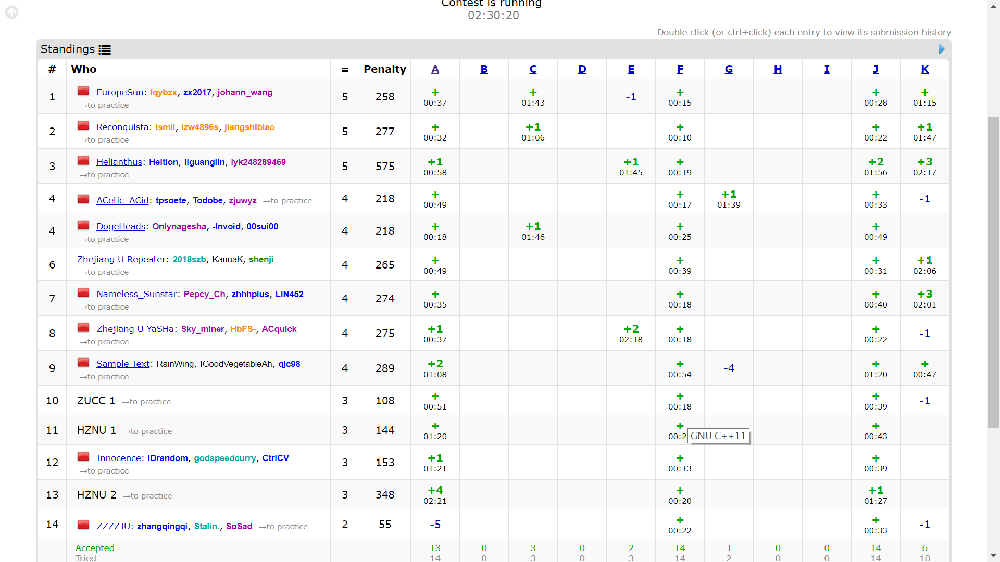 Contest is running
02:30:20
Double click (or ctrl+click) each entry to view its submission history
Standings
# Who = Penalty A B C D E F G H I J K
1 EuropeSun: lqybzx, zx2017, johann_wang →to practice 5 258 + 00:37 + 01:43 -1 + 00:15 + 00:28 + 01:15
2 Reconquista: lsmll, lzw4896s, jiangshibiao →to practice 5 277 + 00:32 +1 01:06 + 00:10 + 00:22 +1 01:47
3 Helianthus: Heltion, liguanglin, lyk248289469 →to practice 5 575 +1 00:58 +1 01:45 + 00:19 +2 01:56 +3 02:17
4 ACetic_ACid: tpsoete, Todobe, zjuwyz →to practice 4 218 + 00:49 + 00:17 +1 01:39 + 00:33 -1
4 DogeHeads: Onlynagesha, -Invoid, 00sui00 →to practice 4 218 + 00:18 +1 01:46 + 00:25 + 00:49
6 Zhejiang U Repeater: 2018szb, KanuaK, shenji →to practice 4 265 + 00:49 + 00:39 + 00:31 +1 02:06
7 Nameless_Sunstar: Pepcy_Ch, zhhhplus, LIN452 →to practice 4 274 + 00:35 + 00:18 + 00:40 +3 02:01
8 Zhejiang U YaSHa: Sky_miner, HbFS-, ACquick →to practice 4 275 +1 00:37 +2 02:18 + 00:18 + 00:22 -1
9 Sample Text: RainWing, IGoodVegetableAh, qjc98 →to practice 4 289 +2 01:08 + 00:54 -4 + 01:20 + 00:47
10 ZUCC 1 →to practice 3 108 + 00:51 + 00:18 + 00:39 -1
11 HZNU 1 →to practice 3 144 + 01:20 + 00:2 GNU C++11 + 00:43
12 Innocence: IDrandom, godspeedcurry, CtrlCV →to practice 3 153 +1 01:21 + 00:13 + 00:39
13 HZNU 2 →to practice 3 348 +4 02:21 + 00:20 +1 01:27
14 ZZZZJU: zhangqingqi, Stalin., SoSad →to practice 2 55 -5 + 00:22 + 00:33 -1
Accepted 13 0 3 0 2 14 1 0 0 14 6
Tried 14 0 3 0 3 14 2 0 0 14 10